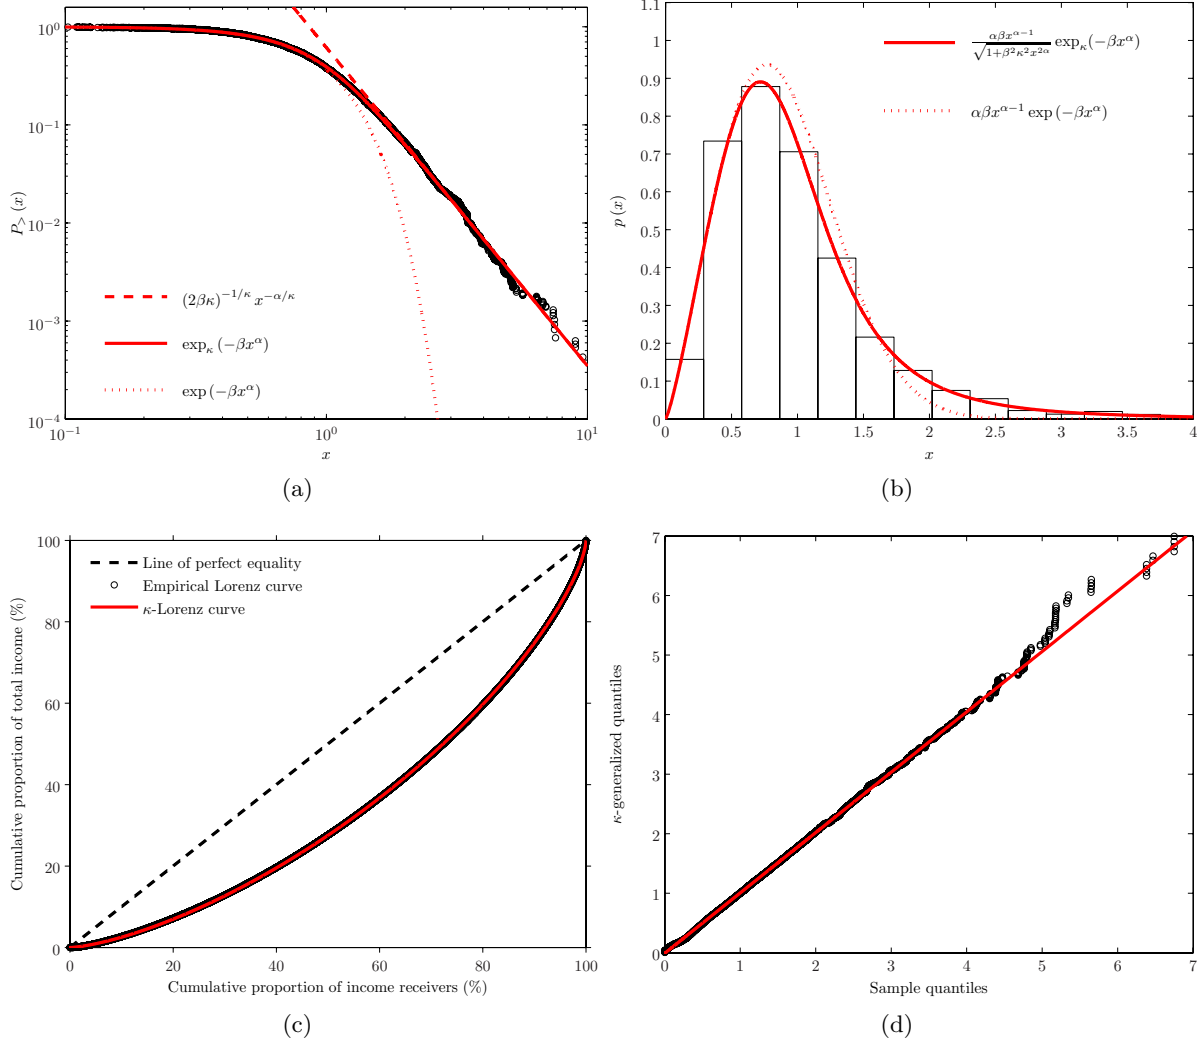 10^0
10^{-1}
10^{-2}
10^{-3}
10^{-4}
P_>(x)
(2βκ)^{-1/κ} x^{-α/κ}
exp_κ (-βx^α)
exp (-βx^α)
10^{-1} 10^0 10^1
x
(a)
1.1
1
0.9
0.8
0.7
0.6
0.5
0.4
0.3
0.2
0.1
0
p (x)
αβx^{α-1} / √(1+β^2κ^2x^{2α}) exp_κ(-βx^α)
αβx^{α-1} exp (-βx^α)
0 0.5 1 1.5 2 2.5 3 3.5 4
x
(b)
100
80
60
40
20
0
Cumulative proportion of total income (%)
Line of perfect equality
Empirical Lorenz curve
κ-Lorenz curve
0 20 40 60 80 100
Cumulative proportion of income receivers (%)
(c)
7
6
5
4
3
2
1
0
κ-generalized quantiles
0 1 2 3 4 5 6 7
Sample quantiles
(d)